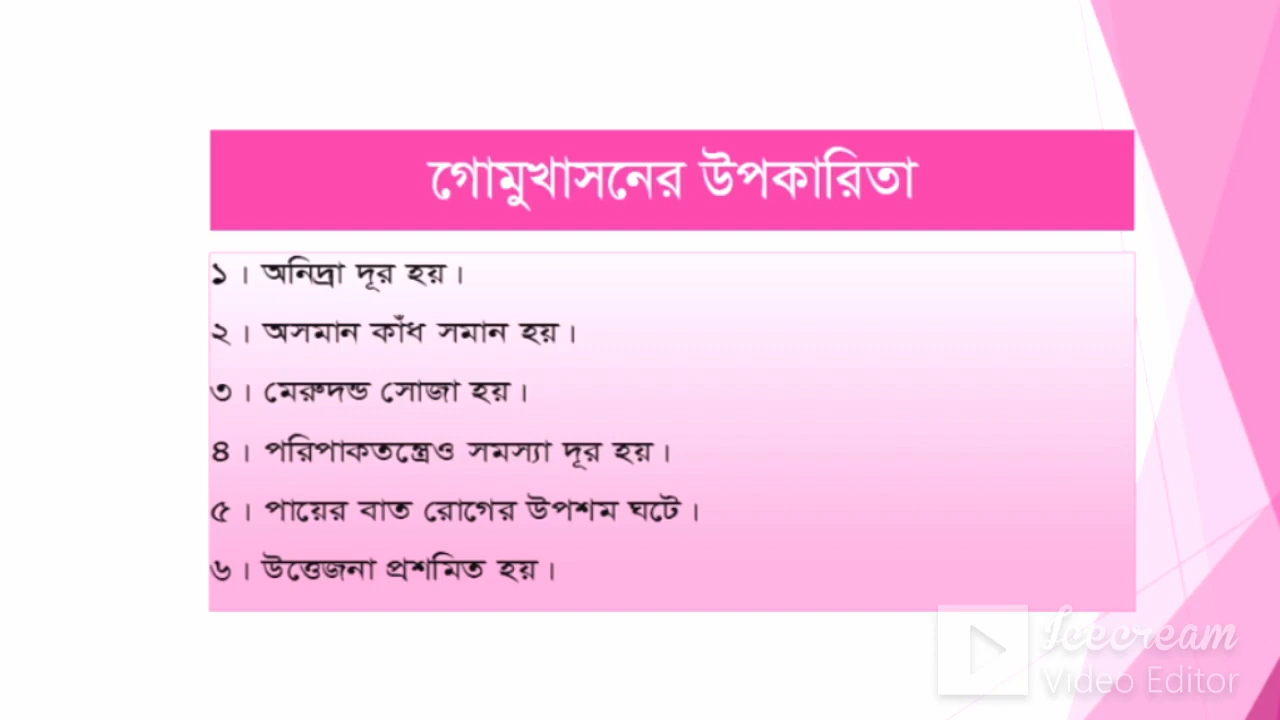 গোমুখাসনের উপকারিতা
১। অনিদ্রা দূর হয়।
২। অসমান কাঁধ সমান হয়।
৩। মেরুদন্ড সোজা হয়।
৪। পরিপাকতন্ত্রেও সমস্যা দূর হয়।
৫। পায়ের বাত রোগের উপশম ঘটে।
৬। উত্তেজনা প্রশমিত হয়।
Icecream
Video Editor